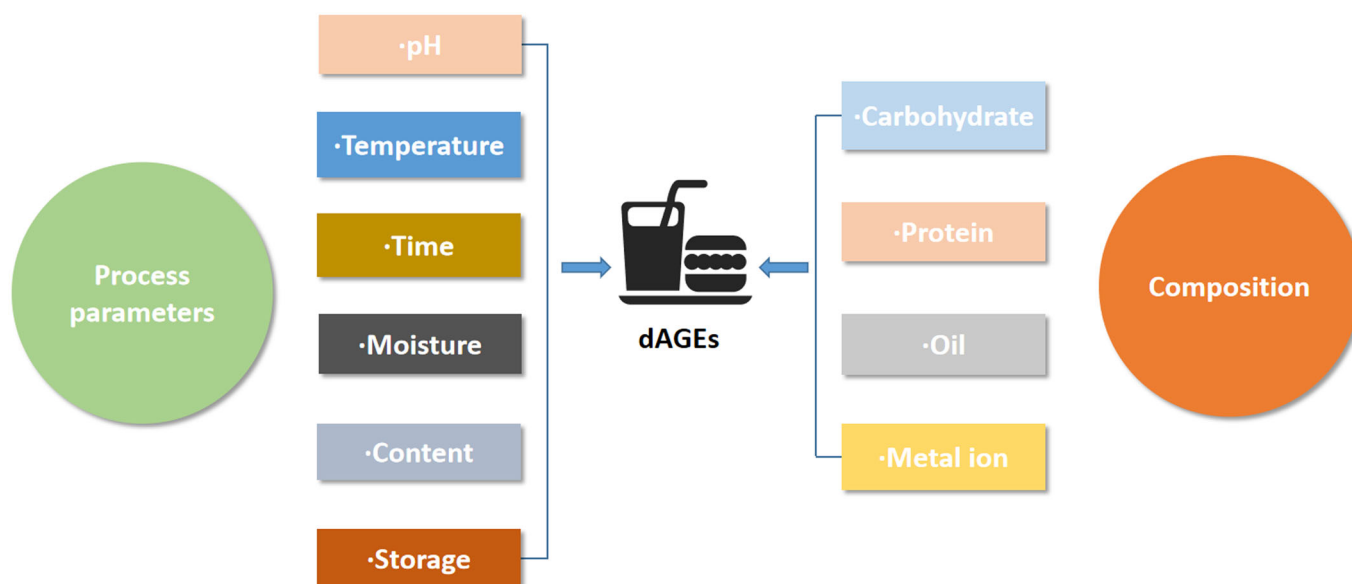 Process
parameters
·pH
·Temperature
·Time
·Moisture
·Content
·Storage
dAGEs
·Carbohydrate
·Protein
·Oil
·Metal ion
Composition